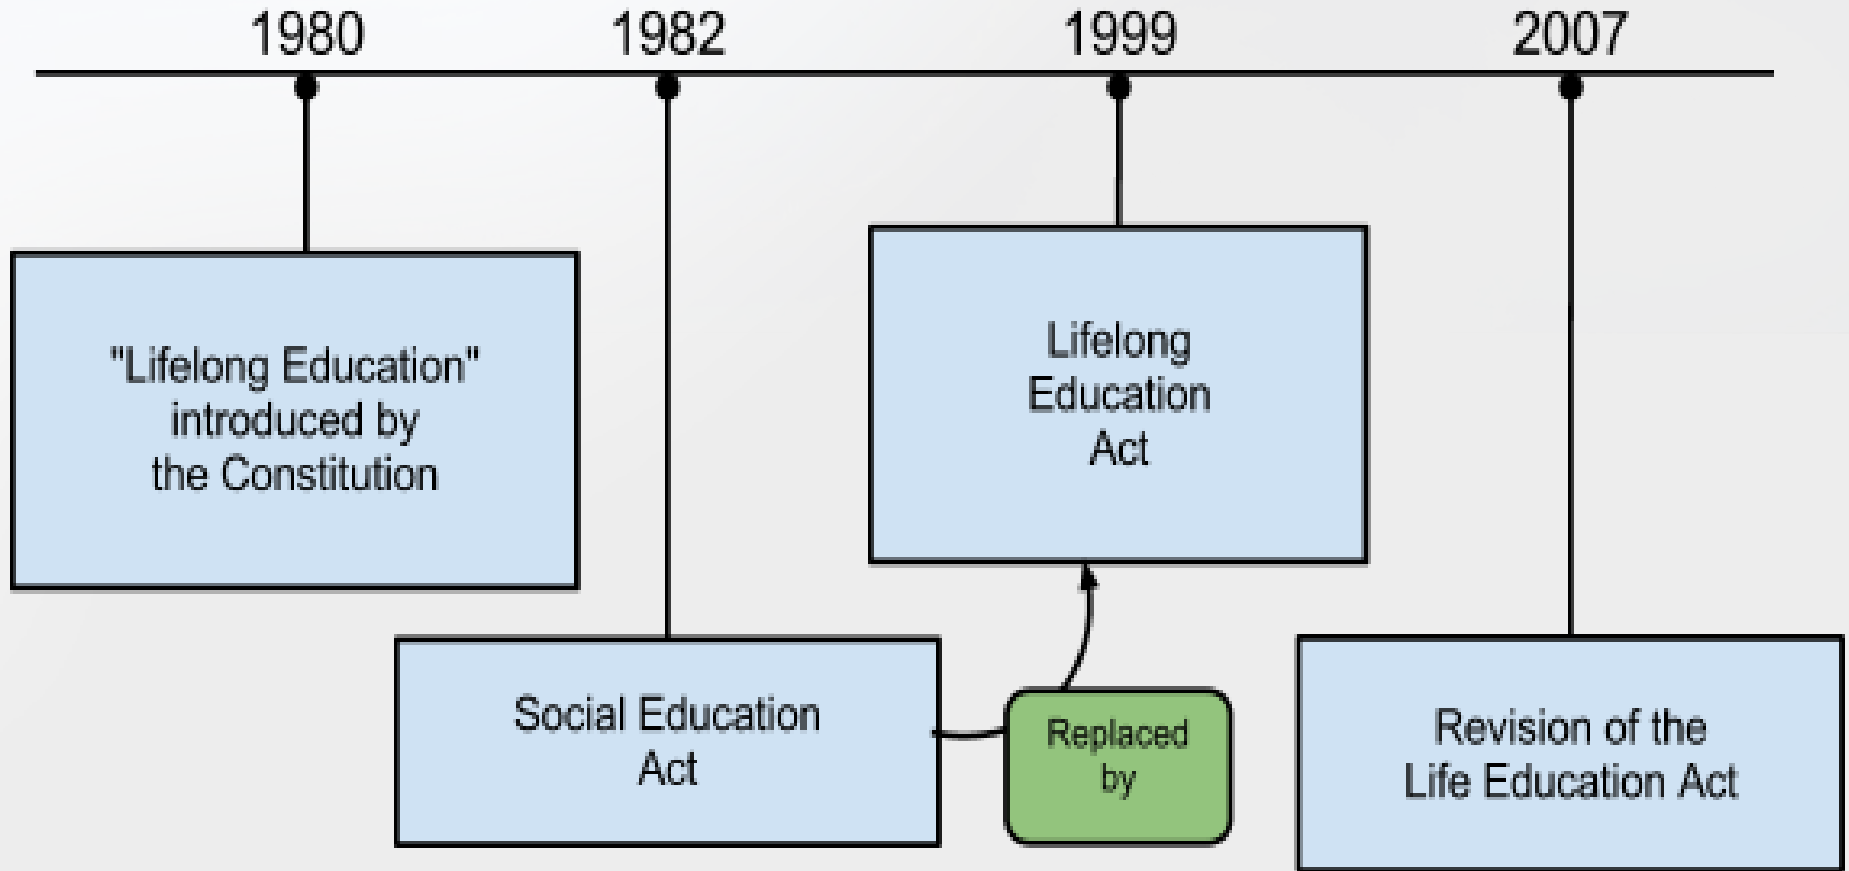 1980 1982 1999 2007
"Lifelong Education"
introduced by
the Constitution
Social Education
Act
Replaced
by
Lifelong
Education
Act
Revision of the
Life Education Act